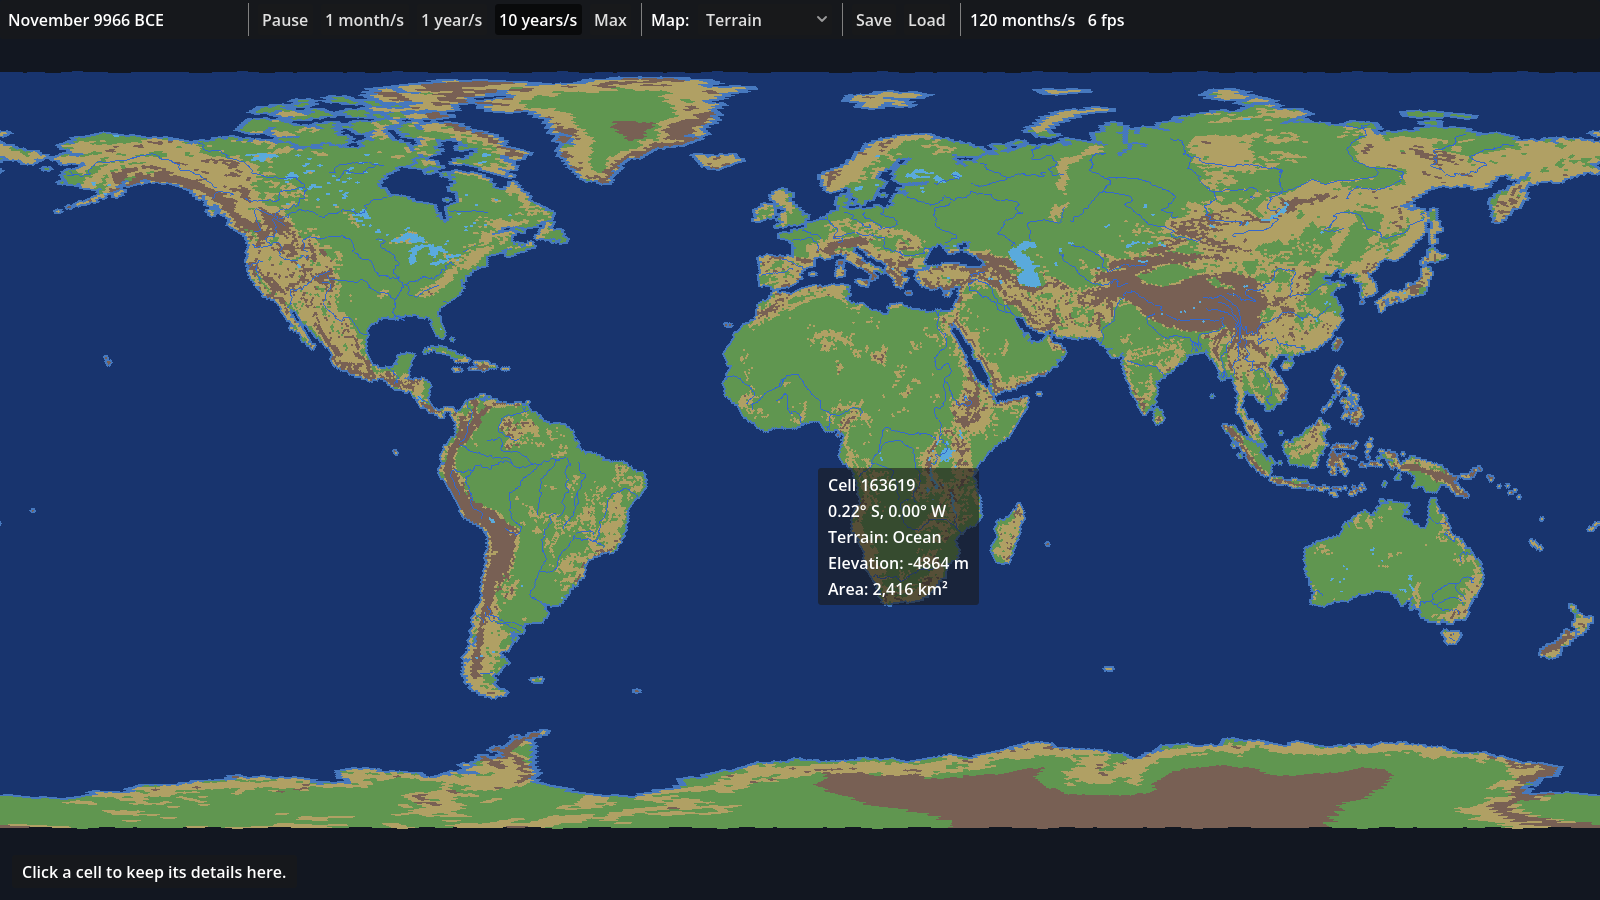 November 9966 BCE Pause 1 month/s 1 year/s 10 years/s Max Map: Terrain Save Load 120 months/s 6 fps
Cell 163619
0.22° S, 0.00° W
Terrain: Ocean
Elevation: -4864 m
Area: 2,416 km²
Click a cell to keep its details here.